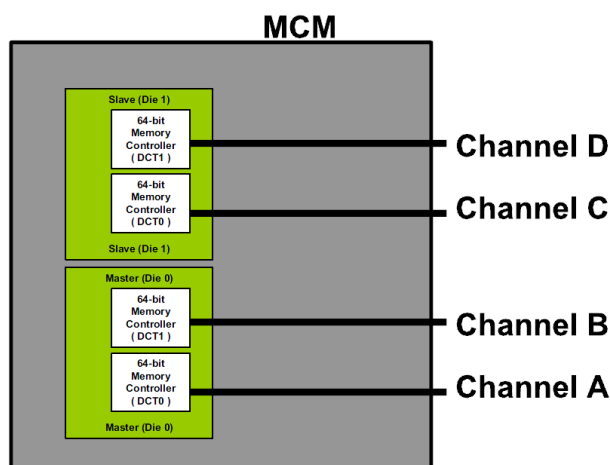 MCM
Slave (Die 1)
64-bit
Memory
Controller
( DCT1 )
Channel D
64-bit
Memory
Controller
( DCT0 )
Channel C
Slave (Die 1)
Master (Die 0)
64-bit
Memory
Controller
( DCT1 )
Channel B
64-bit
Memory
Controller
( DCT0 )
Channel A
Master (Die 0)